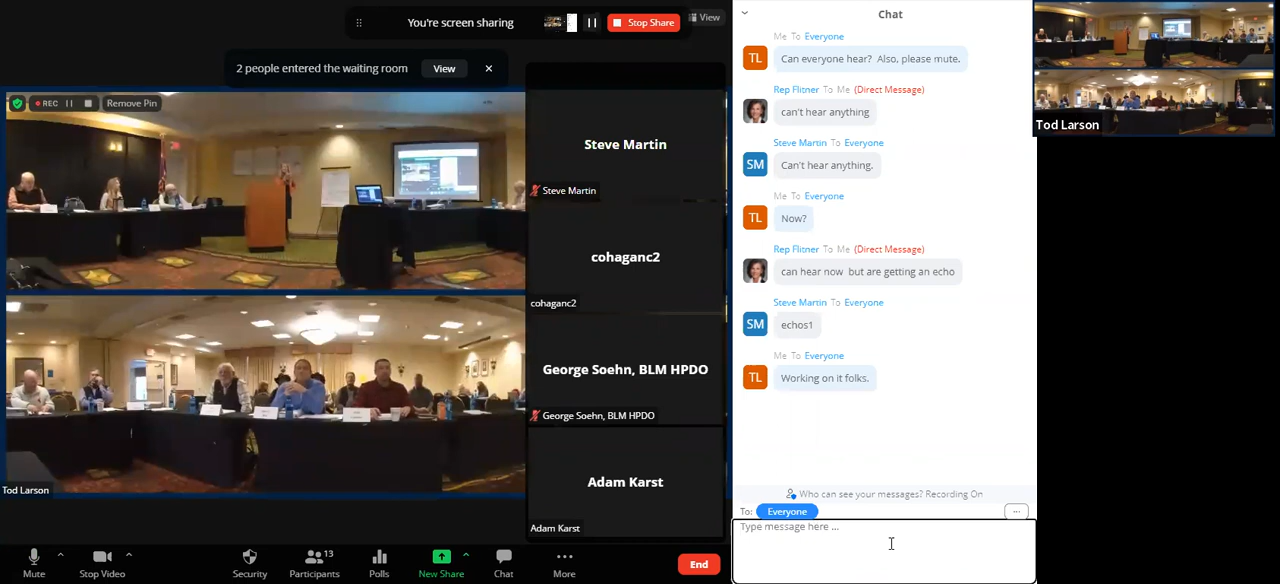 You're screen sharing
Stop Share
View
2 people entered the waiting room
View
REC
Remove Pin
Tod Larson
Steve Martin
Steve Martin
cohaganc2
cohaganc2
George Soehn, BLM HPDO
George Soehn, BLM HPDO
Adam Karst
Adam Karst
Mute
Stop Video
Security
Participants
13
Polls
New Share
Chat
More
End
Chat
Me To Everyone
TL
Can everyone hear? Also, please mute.
Rep Flitner To Me (Direct Message)
can't hear anything
Steve Martin To Everyone
SM
Can't hear anything.
Me To Everyone
TL
Now?
Rep Flitner To Me (Direct Message)
can hear now but are getting an echo
Steve Martin To Everyone
SM
echos1
Me To Everyone
TL
Working on it folks.
Who can see your messages? Recording On
To: Everyone
Type message here ...
Tod Larson